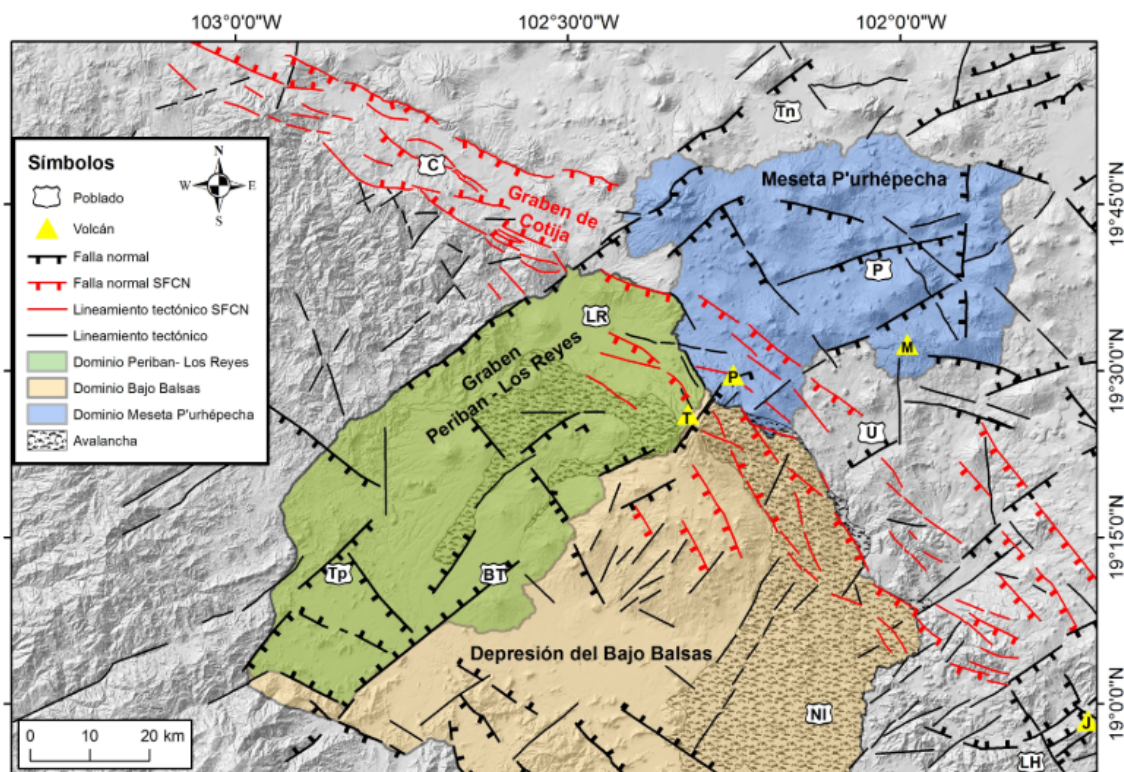 103°0'0"W
102°30'0"W
102°0'0"W
Tn
Símbolos
N
W
E
S
Poblado
Volcán
Falla normal
Falla normal SFCN
Lineamiento tectónico SFCN
Lineamiento tectónico
Dominio Periban- Los Reyes
Dominio Bajo Balsas
Dominio Meseta P'urhépecha
Avalancha
C
Graben de
Cotija
Meseta P'urhépecha
P
LR
Graben
Periban - Los Reyes
M
P
T
U
Tp
BT
Depresión del Bajo Balsas
NI
J
LH
19°45'0"N
19°30'0"N
19°15'0"N
19°0'0"N
0
10
20 km